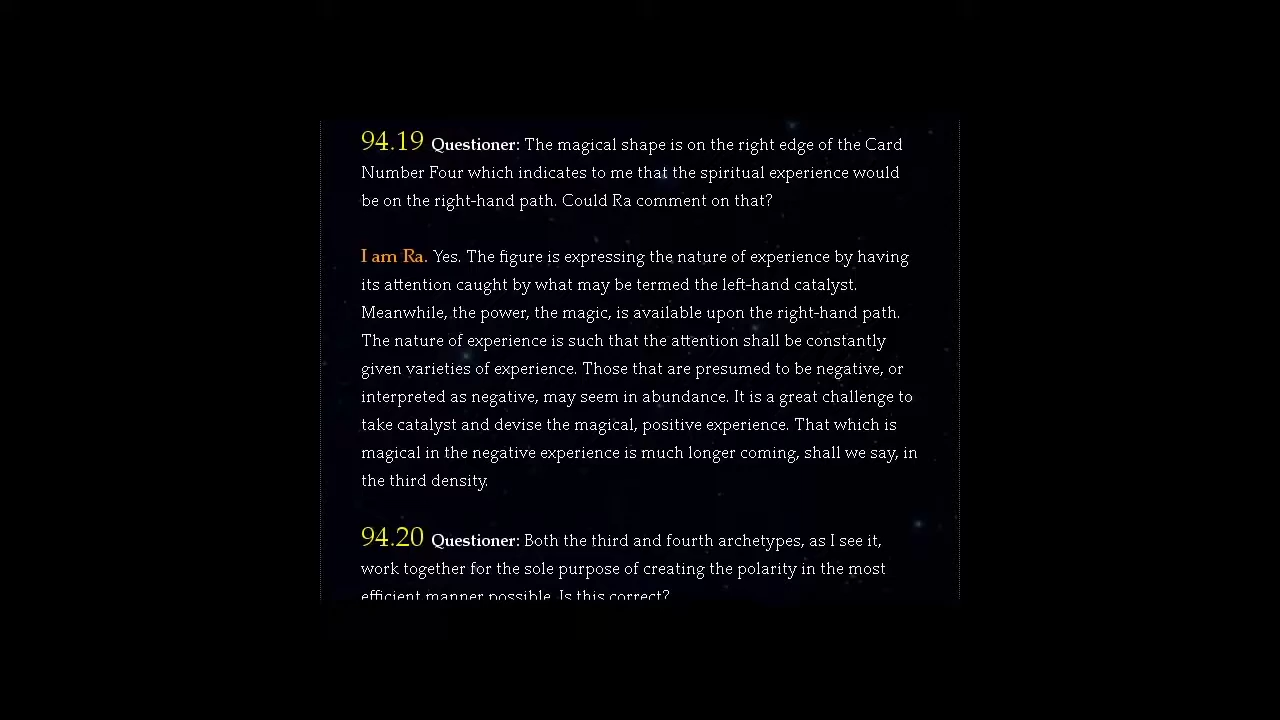 94.19 Questioner: The magical shape is on the right edge of the Card
Number Four which indicates to me that the spiritual experience would
be on the right-hand path. Could Ra comment on that?
I am Ra. Yes. The figure is expressing the nature of experience by having
its attention caught by what may be termed the left-hand catalyst.
Meanwhile, the power, the magic, is available upon the right-hand path.
The nature of experience is such that the attention shall be constantly
given varieties of experience. Those that are presumed to be negative, or
interpreted as negative, may seem in abundance. It is a great challenge to
take catalyst and devise the magical, positive experience. That which is
magical in the negative experience is much longer coming, shall we say, in
the third density.
94.20 Questioner: Both the third and fourth archetypes, as I see it,
work together for the sole purpose of creating the polarity in the most
efficient manner possible. Is this correct?